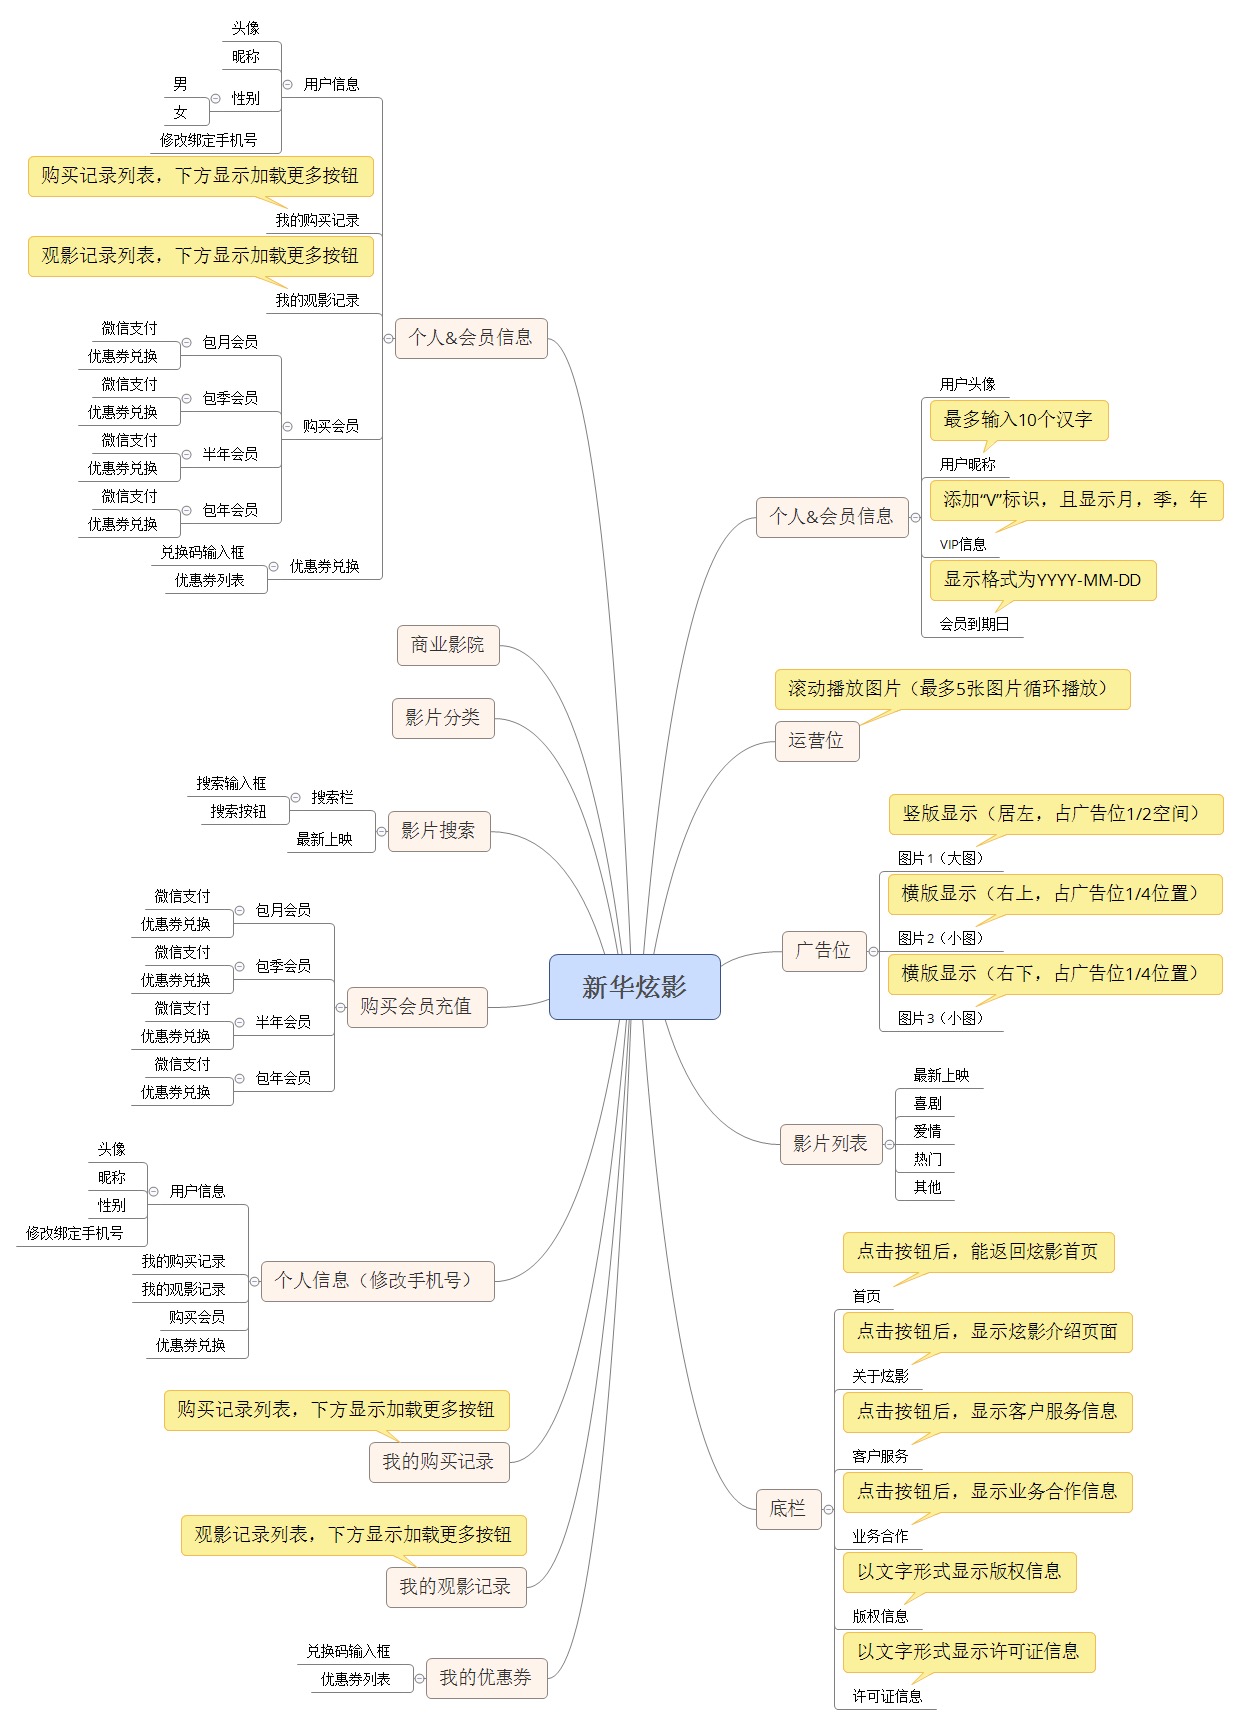 新华炫影
个人&会员信息
用户头像
最多输入10个汉字
用户昵称
添加“V”标识，且显示月，季，年
VIP信息
显示格式为YYYY-MM-DD
会员到期日
滚动播放图片（最多5张图片循环播放）
运营位
广告位
竖版显示（居左，占广告位1/2空间）
图片1（大图）
横版显示（右上，占广告位1/4位置）
图片2（小图）
横版显示（右下，占广告位1/4位置）
图片3（小图）
影片列表
最新上映
喜剧
爱情
热门
其他
底栏
点击按钮后，能返回炫影首页
首页
点击按钮后，显示炫影介绍页面
关于炫影
点击按钮后，显示客户服务信息
客户服务
点击按钮后，显示业务合作信息
业务合作
以文字形式显示版权信息
版权信息
以文字形式显示许可证信息
许可证信息
个人&会员信息
用户信息
头像
昵称
性别
男
女
修改绑定手机号
购买记录列表，下方显示加载更多按钮
我的购买记录
观影记录列表，下方显示加载更多按钮
我的观影记录
购买会员
包月会员
微信支付
优惠券兑换
包季会员
微信支付
优惠券兑换
半年会员
微信支付
优惠券兑换
包年会员
微信支付
优惠券兑换
优惠券兑换
兑换码输入框
优惠券列表
商业影院
影片分类
影片搜索
搜索栏
搜索输入框
搜索按钮
最新上映
购买会员充值
包月会员
微信支付
优惠券兑换
包季会员
微信支付
优惠券兑换
半年会员
微信支付
优惠券兑换
包年会员
微信支付
优惠券兑换
个人信息（修改手机号）
用户信息
头像
昵称
性别
修改绑定手机号
我的购买记录
我的观影记录
购买会员
优惠券兑换
购买记录列表，下方显示加载更多按钮
我的购买记录
观影记录列表，下方显示加载更多按钮
我的观影记录
我的优惠券
兑换码输入框
优惠券列表